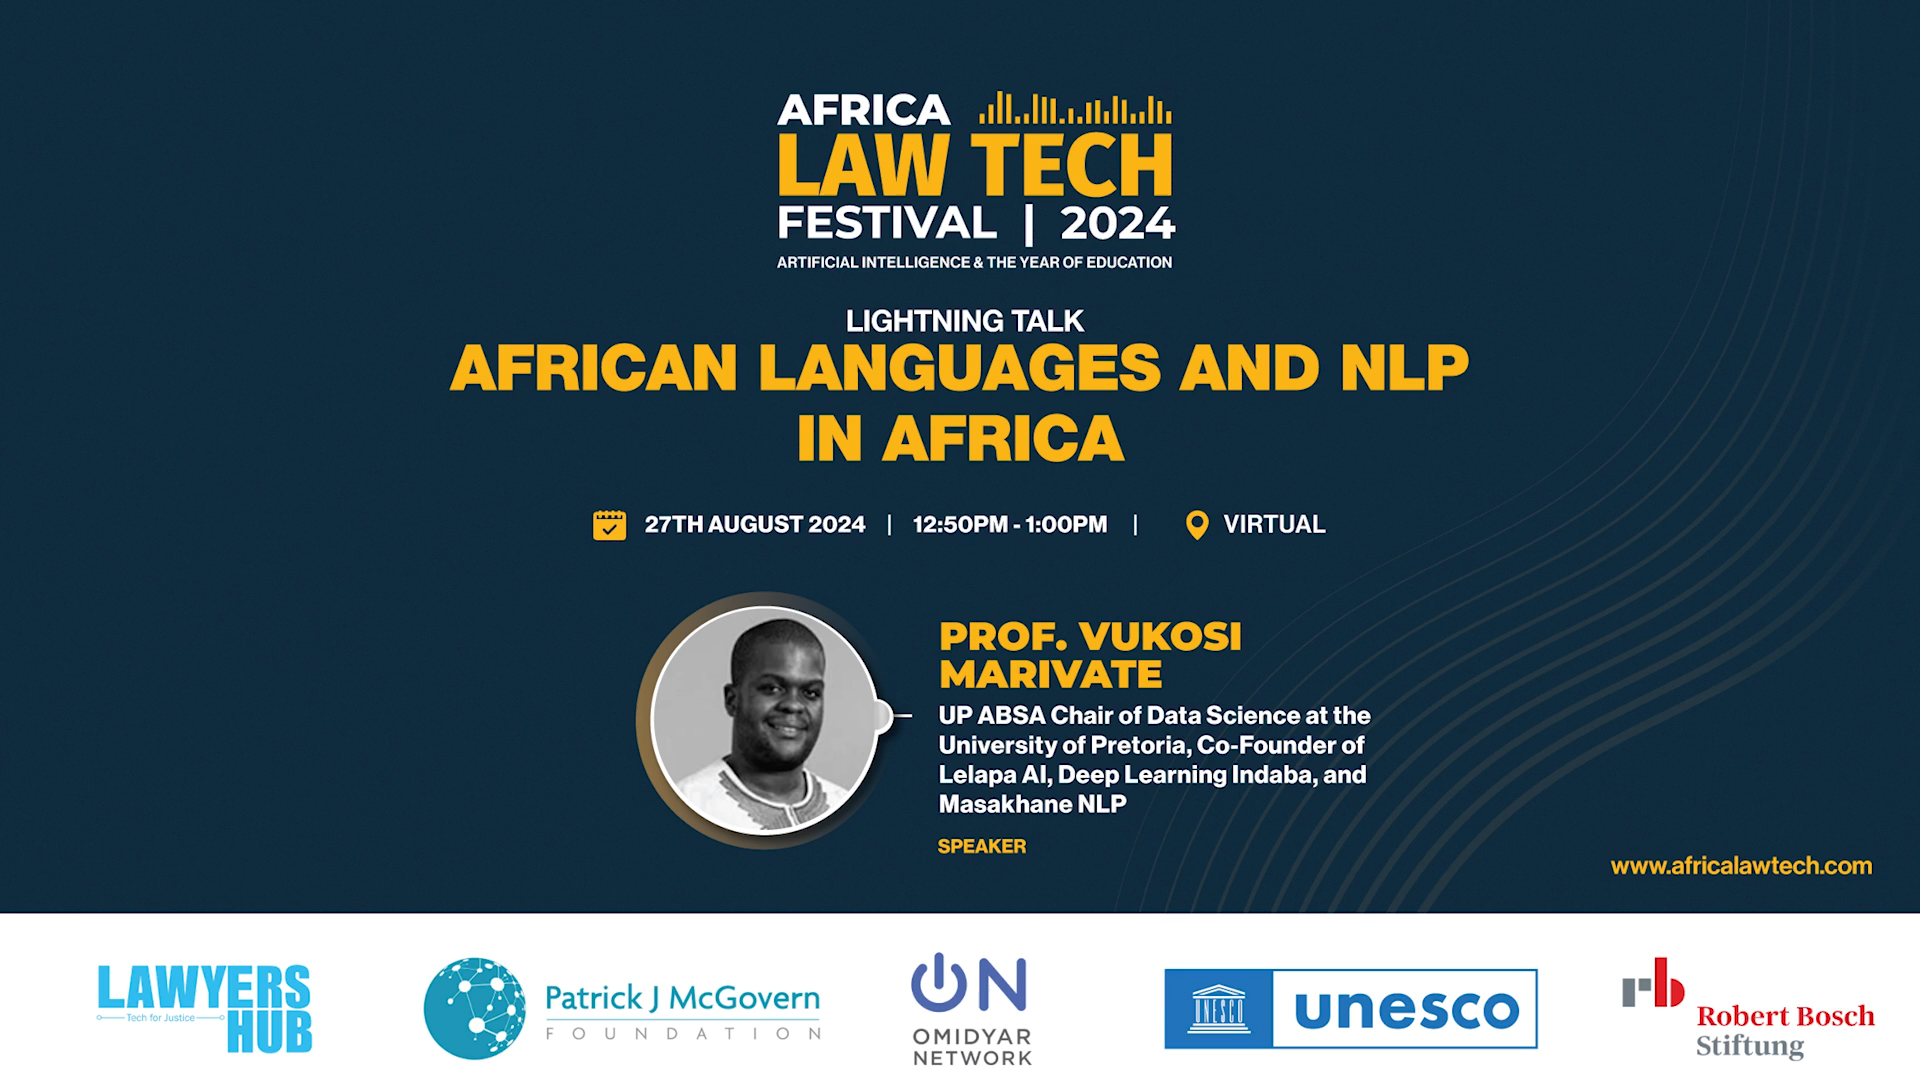 AFRICA
LAW TECH
FESTIVAL | 2024
ARTIFICIAL INTELLIGENCE & THE YEAR OF EDUCATION
LIGHTNING TALK
AFRICAN LANGUAGES AND NLP
IN AFRICA
27TH AUGUST 2024 | 12:50PM - 1:00PM | VIRTUAL
PROF. VUKOSI
MARIVATE
UP ABSA Chair of Data Science at the
University of Pretoria, Co-Founder of
Lelapa AI, Deep Learning Indaba, and
Masakhane NLP
SPEAKER
www.africalawtech.com
LAWYERS
Tech for Justice
HUB
Patrick J McGovern
FOUNDATION
ON
OMIDYAR
NETWORK
UNESCO
unesco
rb
Robert Bosch
Stiftung